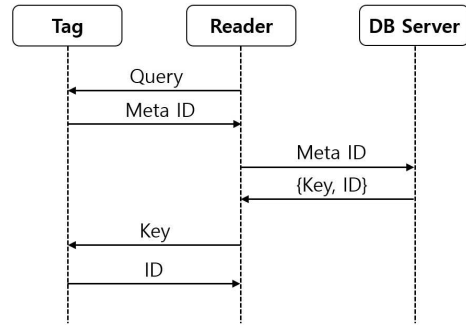 Tag
Reader
DB Server
Query
Meta ID
Meta ID
{Key, ID}
Key
ID